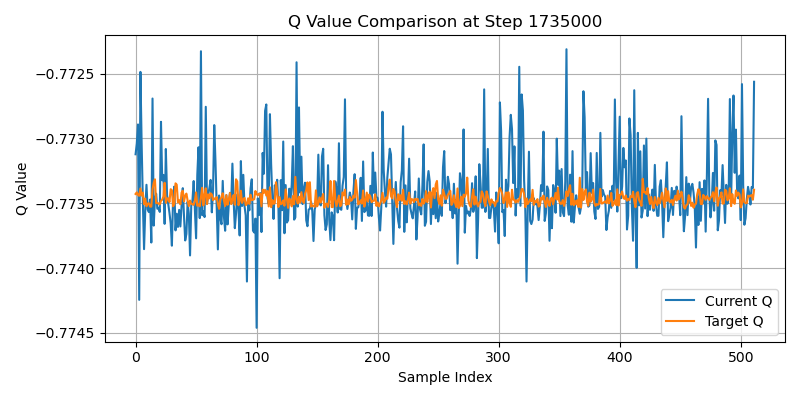 Q Value Comparison at Step 1735000
Q Value
−0.7725
−0.7730
−0.7735
−0.7740
−0.7745
0
100
200
300
400
500
Sample Index
Current Q
Target Q